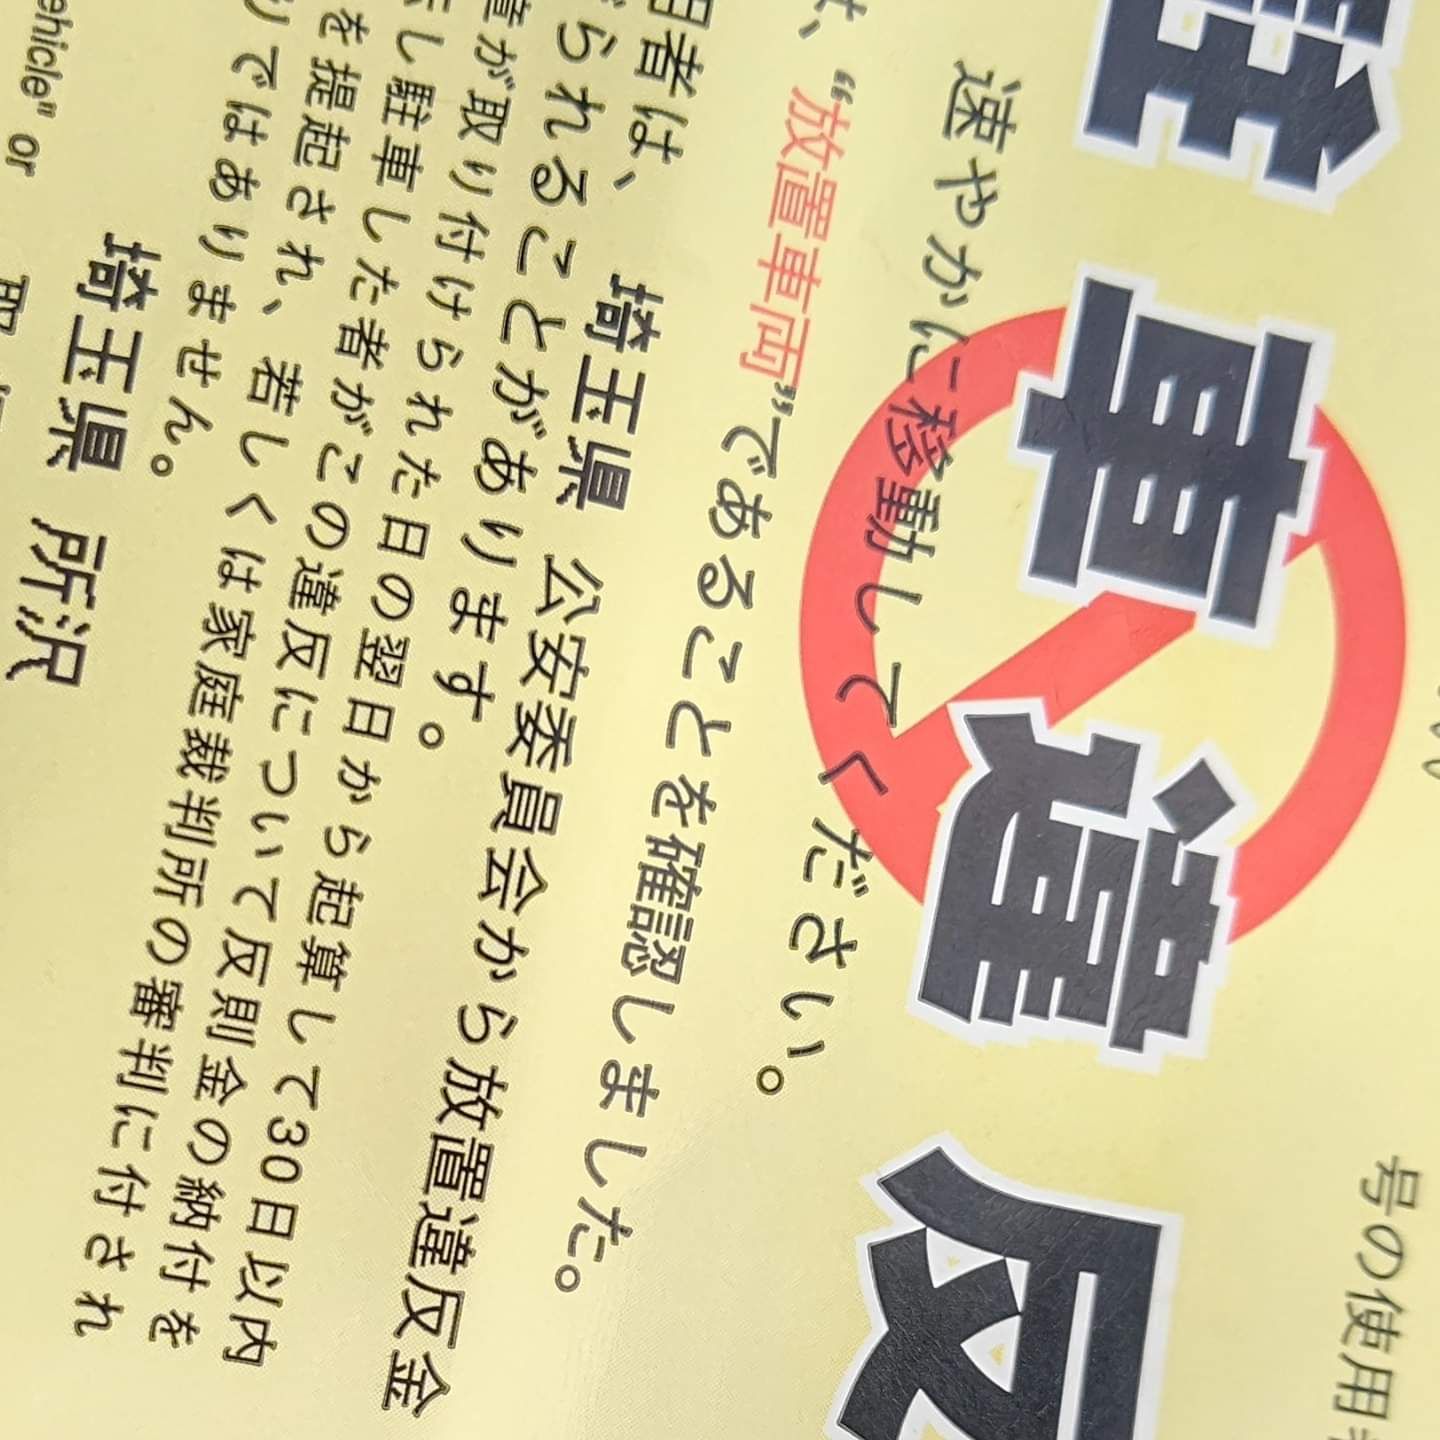 号の使用
駐車違反
速やかに移動してください。
は、“放置車両”であることを確認しました。
用者は、埼玉県 公安委員会から放置違反金
られることがあります。
章が取り付けられた日の翌日から起算して30日以内
し駐車した者がこの違反について反則金の納付を
を提起され、若しくは家庭裁判所の審判に付され
りではありません。
埼玉県 所沢
ehicle" or